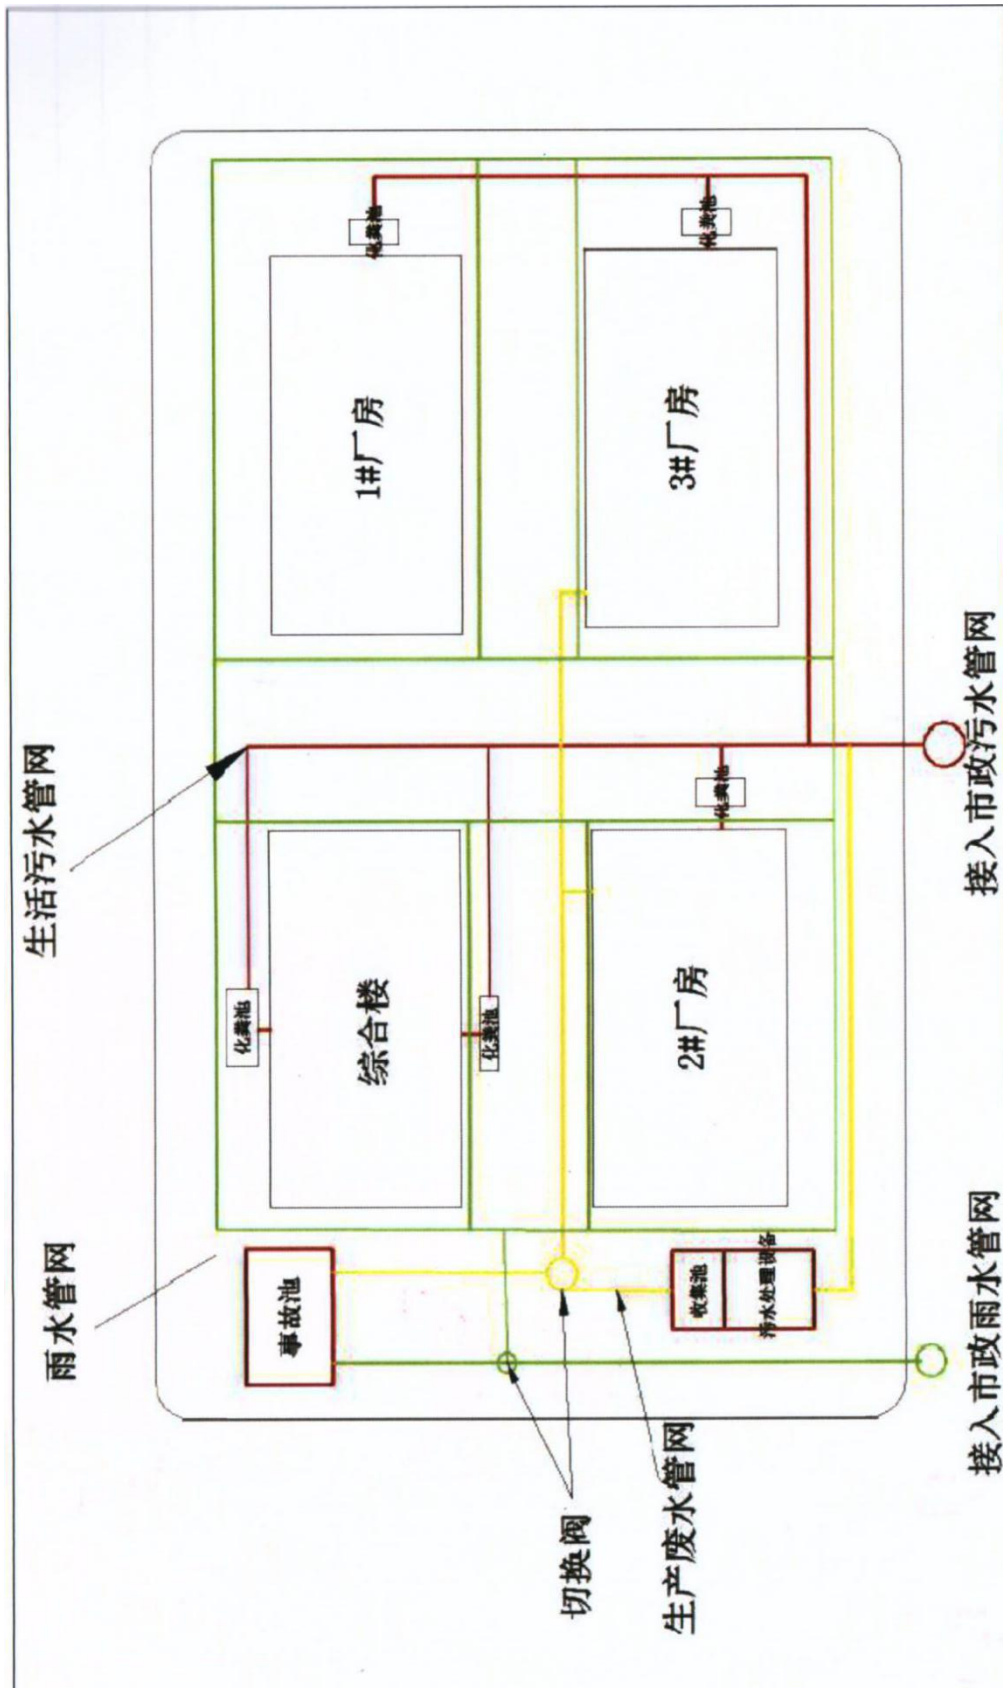 雨水管网
生活污水管网
化粪池
事故池
综合楼
1#厂房
化粪池
化粪池
切换阀
生产废水管网
收集池
2#厂房
3#厂房
化粪池
化粪池
污水处理设备
接入市政雨水管网
接入市政污水管网